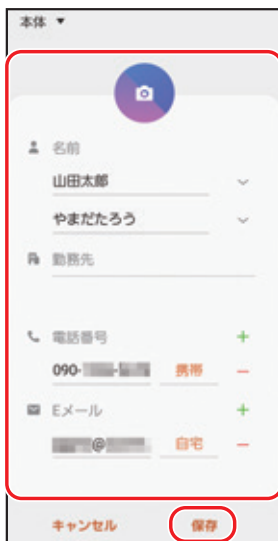 本体 ▼
名前
山田太郎
やまだたろう
勤務先
電話番号 +
090- - 携帯 −
Eメール +
@ 自宅 −
キャンセル 保存